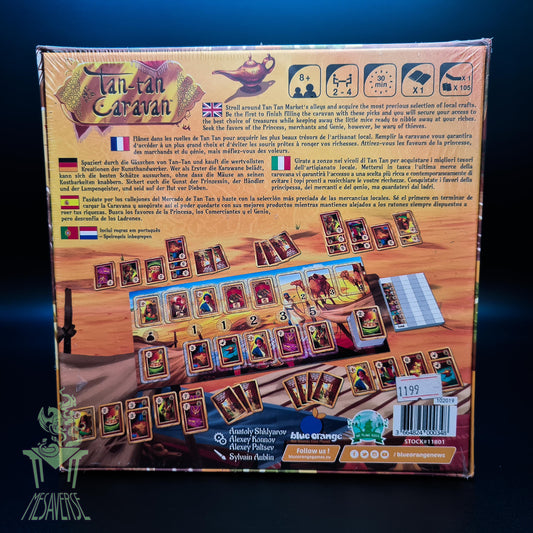 Tan-tan
Caravan
8+
2 - 4
30
min
x1
x1
x 105
Stroll around Tan Tan Market's alleys and acquire the most precious selection of local crafts.
Be the first to finish filling the caravan with these picks and you will secure your access to
the best choice of treasures while keeping away the little mice ready to nibble away at your riches.
Seek the favors of the Princess, merchants and Genie, however, be wary of thieves.
Flânez dans les ruelles de Tan Tan pour acquérir les plus beaux trésors de l'artisanat local. Remplir la caravane vous garantira
d'accéder à un plus grand choix et d'éviter les souris prêtes à ronger vos richesses. Attirez-vous les faveurs de la princesse,
des marchands et du génie, mais méfiez-vous des voleurs.
Spaziert durch die Gässchen von Tan-Tan und kauft die wertvollsten
Kreationen der Kunsthandwerker. Wer als Erster die Karawane belädt,
kann sich die besten Schätze aussuchen, ohne dass die Mäuse an seinen
Kostbarkeiten knabbern. Sichert euch die Gunst der Prinzessin, der Händler
und der Lampengeister, und seid auf der Hut vor Dieben.
Girate a zonzo nei vicoli di Tan Tan per acquistare i migliori tesori
dell'artigianato locale. Mettere in tasca l'ultima merce della
carovana vi garantirà l'accesso a una scelta più ricca e contemporaneamente
eviterà ai topolini pronti a rosicchiare le vostre ricchezze. Conquistate i favori della
principessa, dei mercanti e del genio, ma guardatevi dai ladri.
Paséate por los callejones del Mercado de Tan Tan y hazte con la selección más preciada de las mercancías locales. Sé el primero en terminar de
cargar la Caravana y asegúrate así el poder quedarte con sus mejores productos mientras mantienes alejados a los ratones siempre dispuestos a
roer tus riquezas. Busca los favores de la Princesa, los Comerciantes y el Genio,
pero desconfía de los Ladrones.
Inclui regras em português
- Spelregels inbegrepen
1 1 2 3 5
1199
102019
Anatoly Shklyarov
Alexey Konnov
Alexey Paltsev
Sylvain Aublin
blue orange
Follow us !
blueorangegames.eu
/blueorangenews
3 664824 000348
STOCK#11801
MESAVERSE